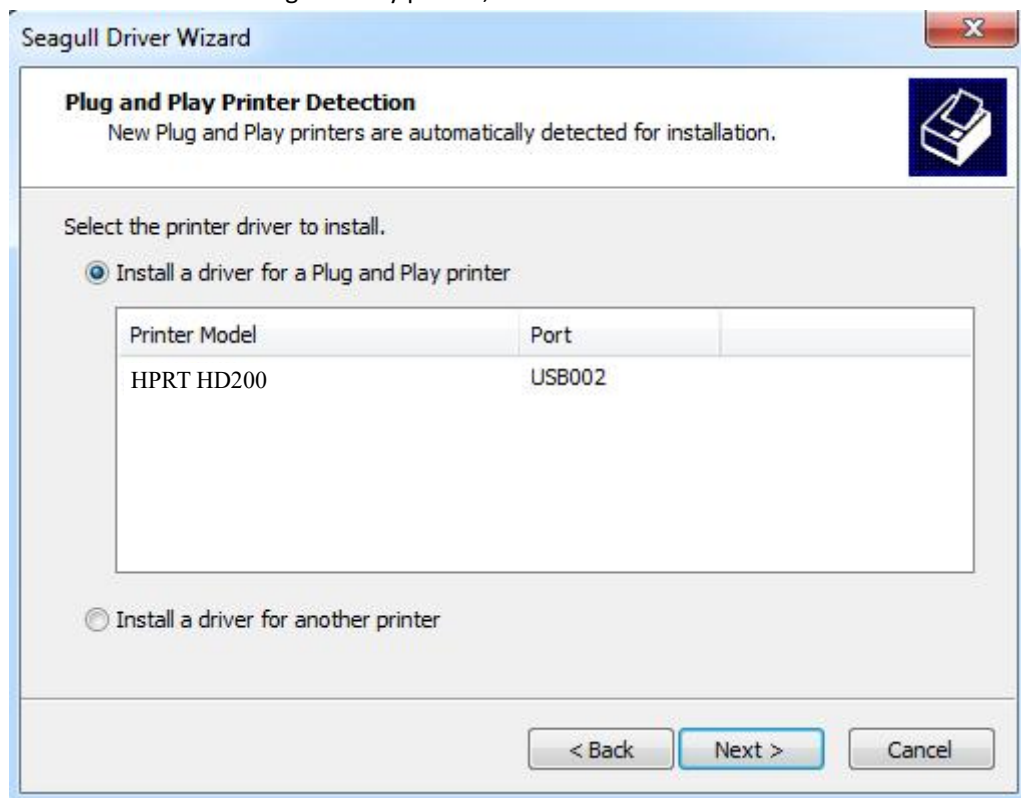 Seagull Driver Wizard
Plug and Play Printer Detection
New Plug and Play printers are automatically detected for installation.
Select the printer driver to install.
Install a driver for a Plug and Play printer
Printer Model Port
HPRT HD200 USB002
Install a driver for another printer
< Back Next > Cancel